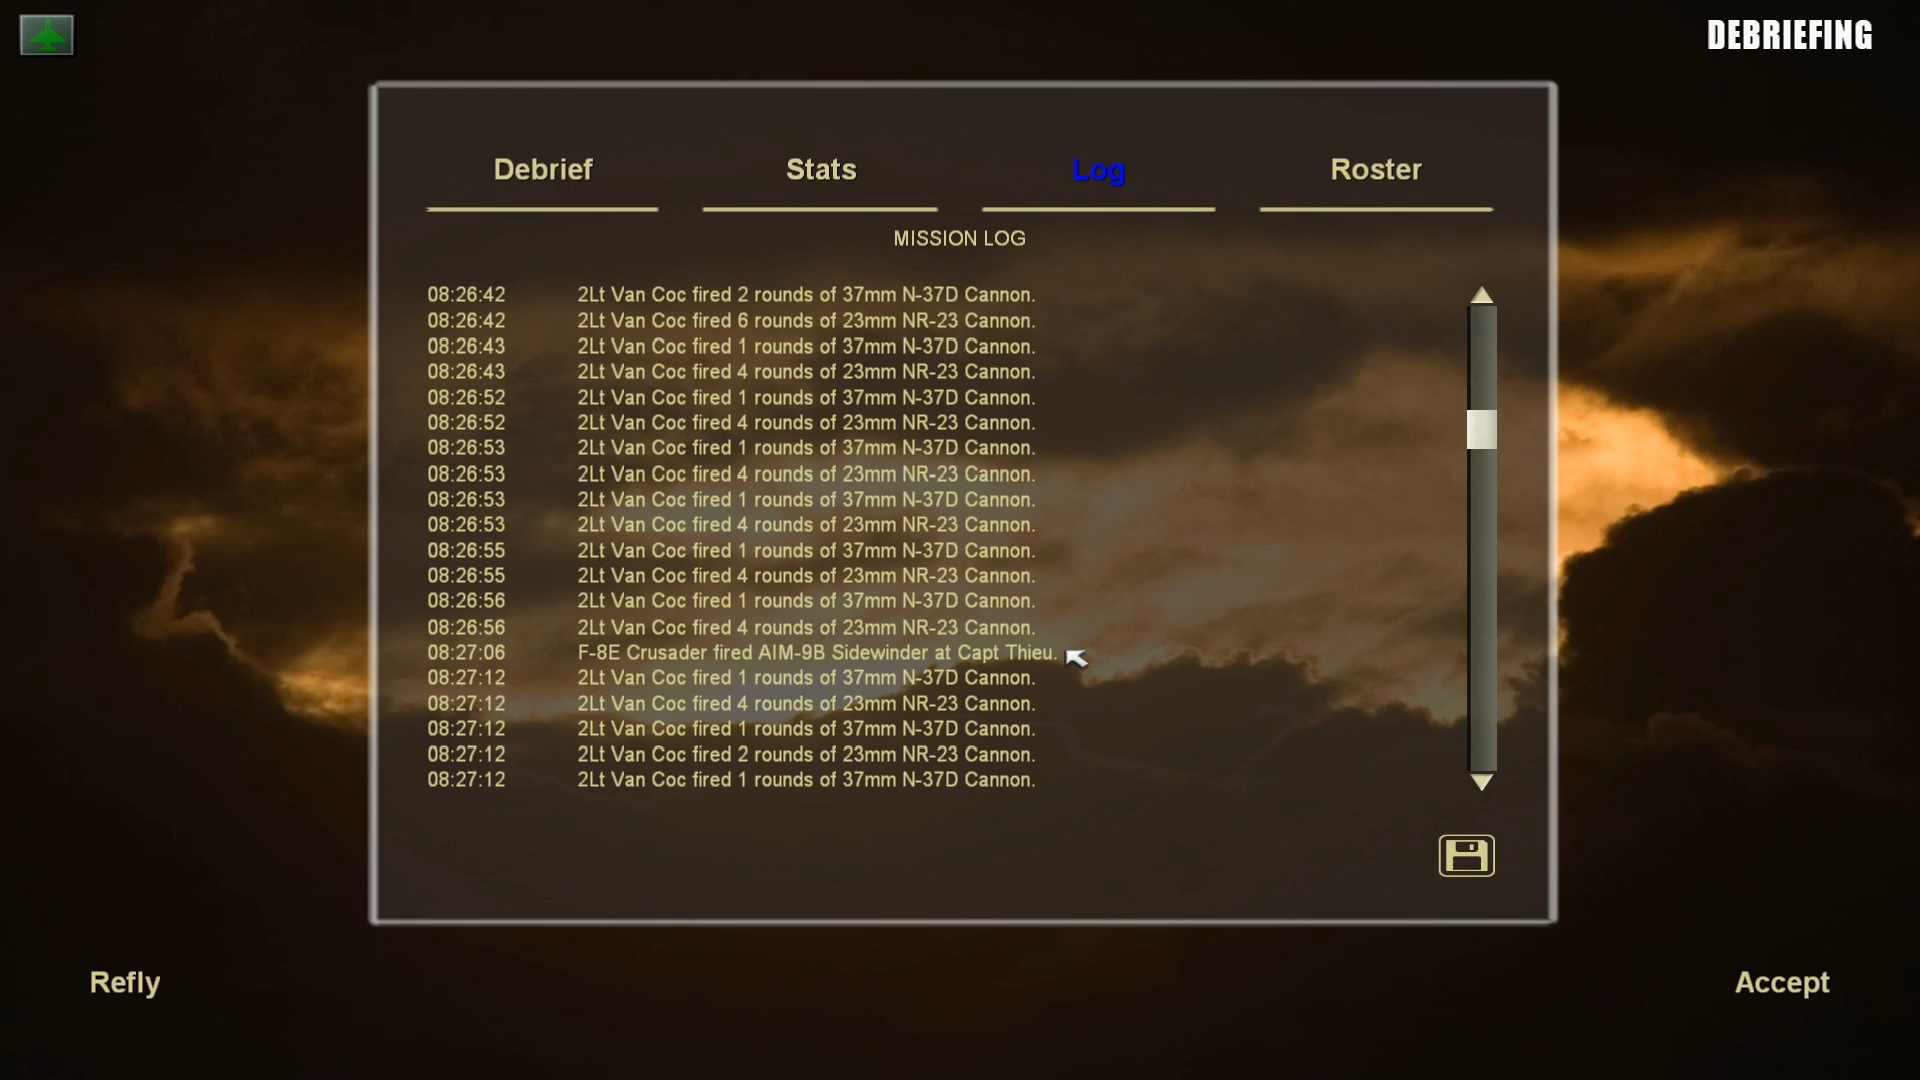 DEBRIEFING
Debrief Stats Log Roster
MISSION LOG
08:26:42 2Lt Van Coc fired 2 rounds of 37mm N-37D Cannon.
08:26:42 2Lt Van Coc fired 6 rounds of 23mm NR-23 Cannon.
08:26:43 2Lt Van Coc fired 1 rounds of 37mm N-37D Cannon.
08:26:43 2Lt Van Coc fired 4 rounds of 23mm NR-23 Cannon.
08:26:52 2Lt Van Coc fired 1 rounds of 37mm N-37D Cannon.
08:26:52 2Lt Van Coc fired 4 rounds of 23mm NR-23 Cannon.
08:26:53 2Lt Van Coc fired 1 rounds of 37mm N-37D Cannon.
08:26:53 2Lt Van Coc fired 4 rounds of 23mm NR-23 Cannon.
08:26:53 2Lt Van Coc fired 1 rounds of 37mm N-37D Cannon.
08:26:53 2Lt Van Coc fired 4 rounds of 23mm NR-23 Cannon.
08:26:55 2Lt Van Coc fired 1 rounds of 37mm N-37D Cannon.
08:26:55 2Lt Van Coc fired 4 rounds of 23mm NR-23 Cannon.
08:26:56 2Lt Van Coc fired 1 rounds of 37mm N-37D Cannon.
08:26:56 2Lt Van Coc fired 4 rounds of 23mm NR-23 Cannon.
08:27:06 F-8E Crusader fired AIM-9B Sidewinder at Capt Thieu.
08:27:12 2Lt Van Coc fired 1 rounds of 37mm N-37D Cannon.
08:27:12 2Lt Van Coc fired 4 rounds of 23mm NR-23 Cannon.
08:27:12 2Lt Van Coc fired 1 rounds of 37mm N-37D Cannon.
08:27:12 2Lt Van Coc fired 2 rounds of 23mm NR-23 Cannon.
08:27:12 2Lt Van Coc fired 1 rounds of 37mm N-37D Cannon.
Refly Accept